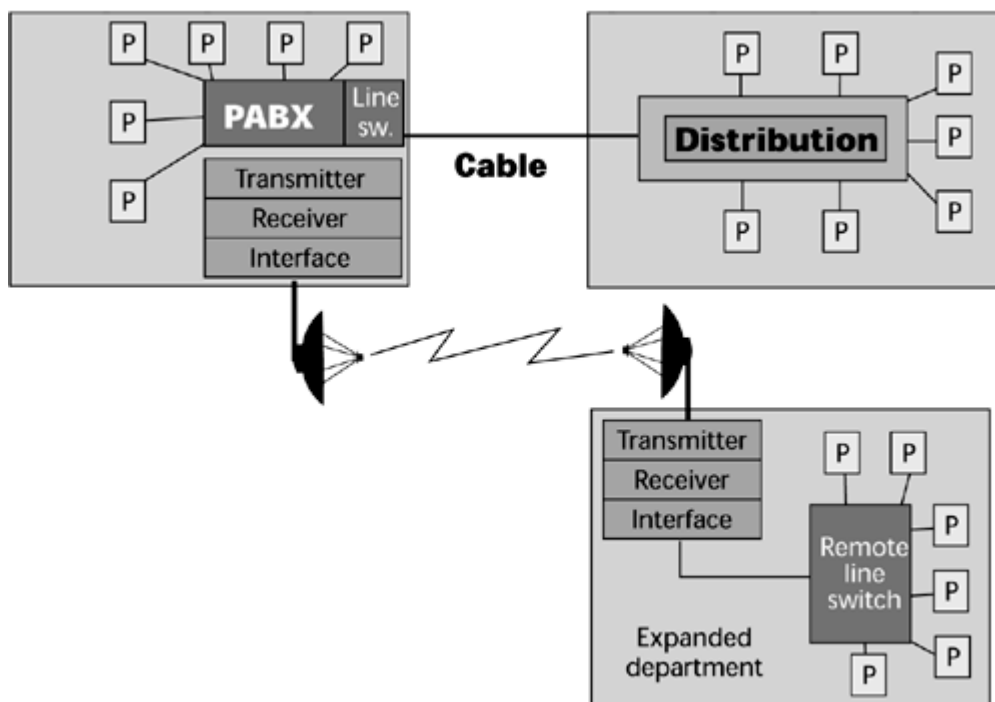 P
P
P
P
P
P
PABX
Line
sw.
Transmitter
Receiver
Interface
Cable
P
P
P
P
P
P
P
Distribution
Transmitter
Receiver
Interface
P
P
P
P
P
P
Remote
line
switch
Expanded
department